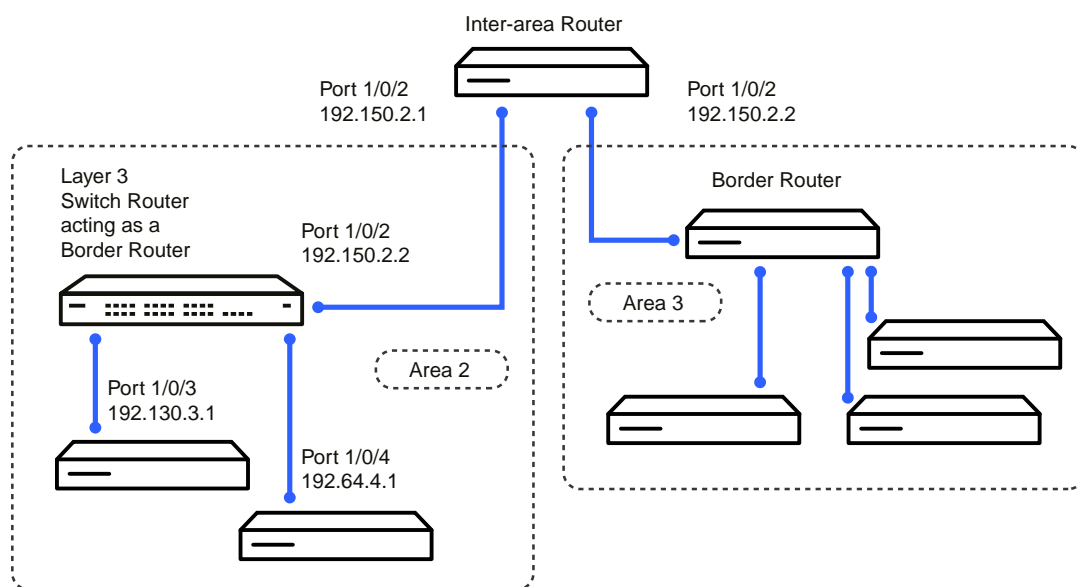 Inter-area Router
Port 1/0/2
192.150.2.1
Port 1/0/2
192.150.2.2
Layer 3
Switch Router
acting as a
Border Router
Port 1/0/2
192.150.2.2
Border Router
Area 3
Area 2
Port 1/0/3
192.130.3.1
Port 1/0/4
192.64.4.1